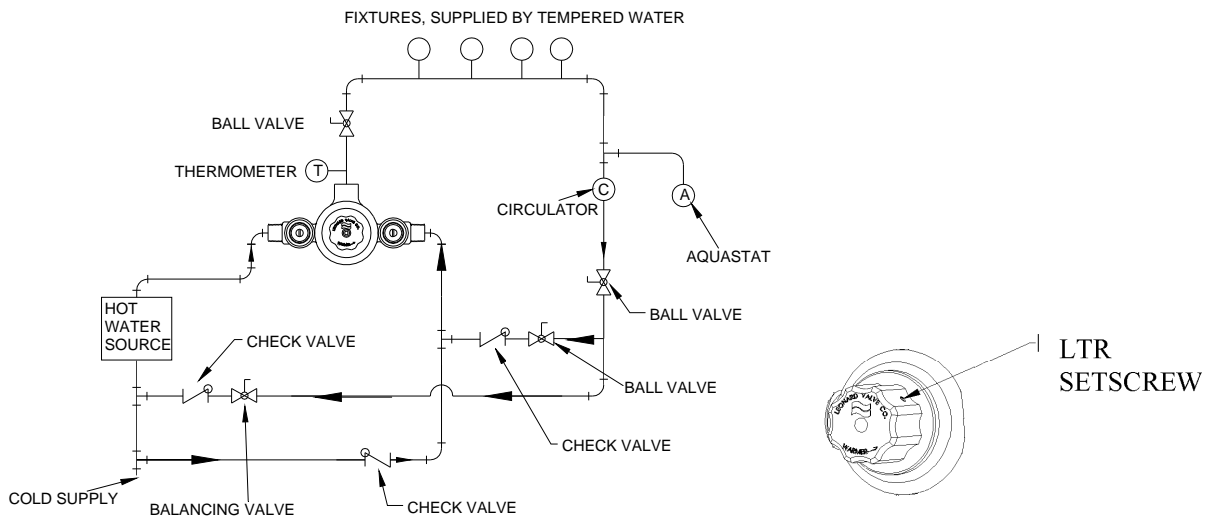 FIXTURES, SUPPLIED BY TEMPERED WATER
BALL VALVE
THERMOMETER
T
CIRCULATOR
C
A
AQUASTAT
HOT
WATER
SOURCE
CHECK VALVE
BALL VALVE
BALL VALVE
CHECK VALVE
COLD SUPPLY
BALANCING VALVE
CHECK VALVE
LTR
SETSCREW
LEONARD VALVE CO.
WARMER